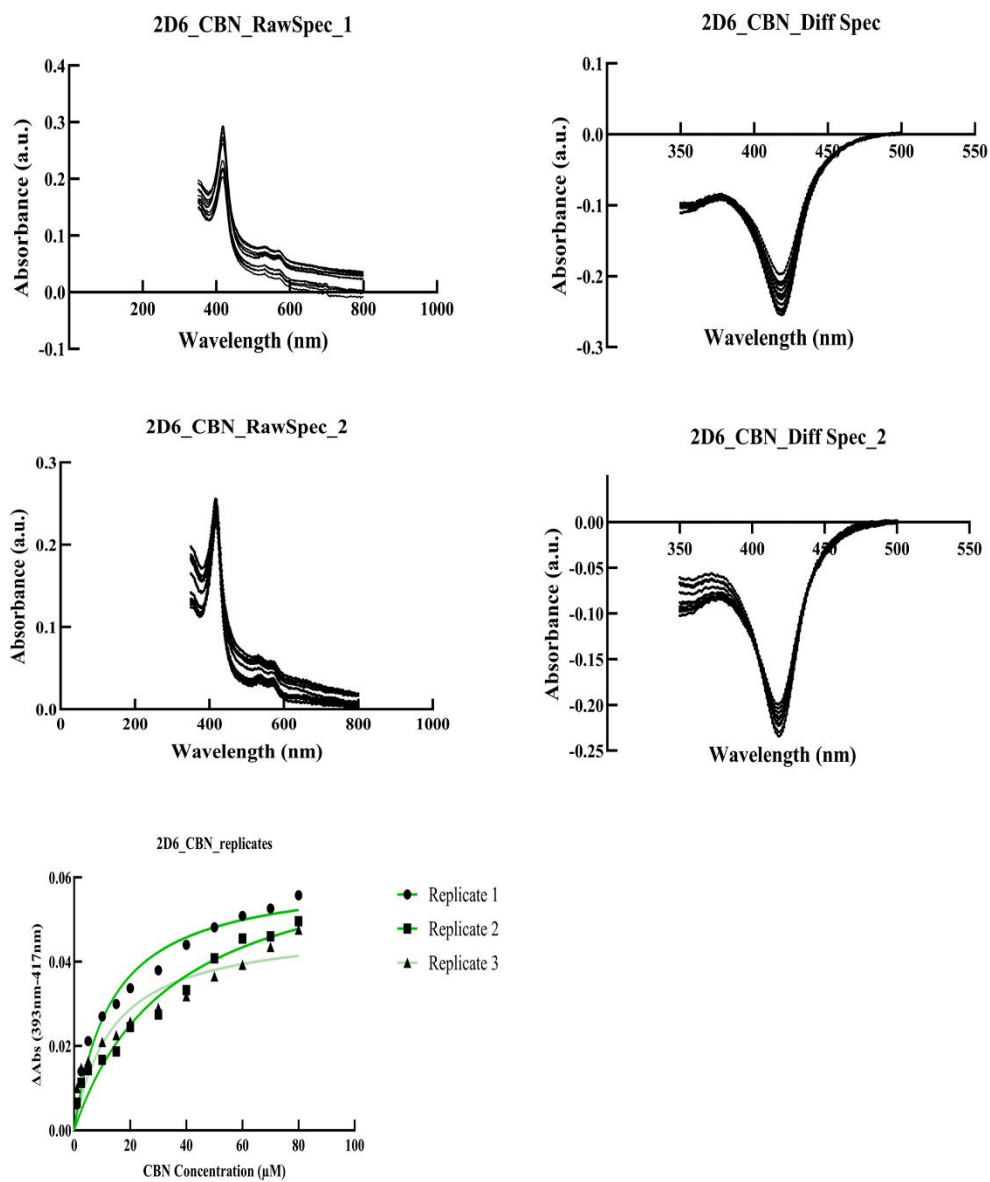 2D6_CBN_RawSpec_1
Absorbance (a.u.)
0.4
0.3
0.2
0.1
0.0
-0.1
200
400
600
800
1000
Wavelength (nm)
2D6_CBN_Diff Spec
Absorbance (a.u.)
0.1
0.0
-0.1
-0.2
-0.3
350
400
450
500
550
Wavelength (nm)
2D6_CBN_RawSpec_2
Absorbance (a.u.)
0.3
0.2
0.1
0.0
0
200
400
600
800
1000
Wavelength (nm)
2D6_CBN_Diff Spec_2
Absorbance (a.u.)
0.00
-0.05
-0.10
-0.15
-0.20
-0.25
350
400
450
500
550
Wavelength (nm)
2D6_CBN_replicates
ΔAbs (393nm-417nm)
0.06
0.04
0.02
0.00
0
20
40
60
80
100
CBN Concentration (µM)
Replicate 1
Replicate 2
Replicate 3